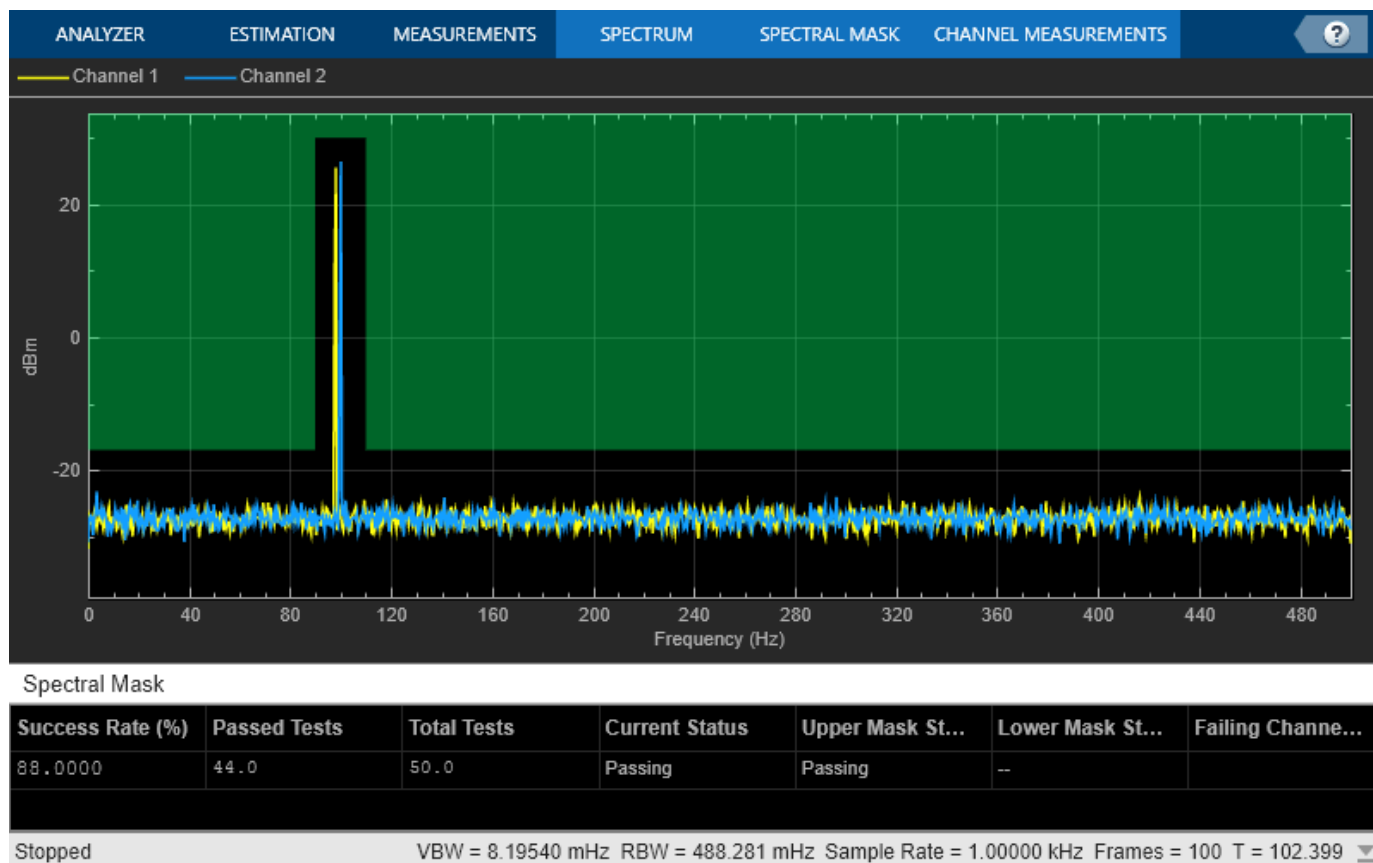 ANALYZER ESTIMATION MEASUREMENTS SPECTRUM SPECTRAL MASK CHANNEL MEASUREMENTS ?
Channel 1 Channel 2
20
0
-20
dBm
0 40 80 120 160 200 240 280 320 360 400 440 480
Frequency (Hz)
Spectral Mask
Success Rate (%) Passed Tests Total Tests Current Status Upper Mask St... Lower Mask St... Failing Channe...
88.0000 44.0 50.0 Passing Passing --
Stopped VBW = 8.19540 mHz RBW = 488.281 mHz Sample Rate = 1.00000 kHz Frames = 100 T = 102.399